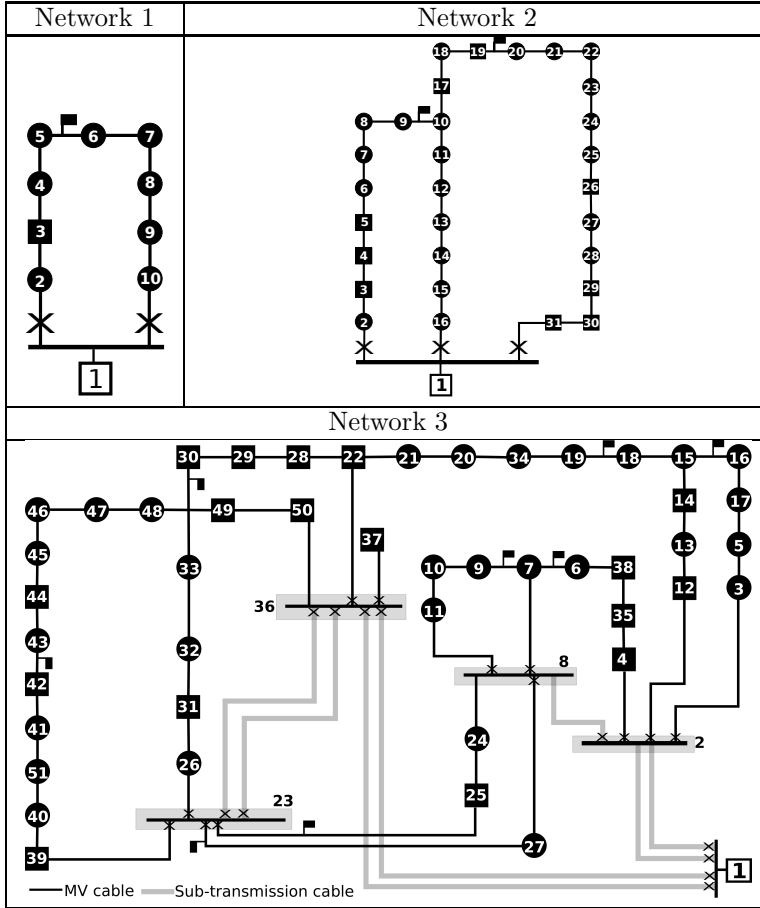 Network 1 Network 2
18 19 20 21 22
17 23
5 6 7 8 9 10 24
4 8 7 11 25
3 9 6 12 26
2 10 5 13 27
4 14 28
3 15 29
2 16 31 30
1
1
Network 3
30 29 28 22 21 20 34 19 18 15 16
46 47 48 49 50 14 17
45 37 13 5
33 10 9 7 6 38 12 3
44 36 11 35
43 32 8 4
42 31 2
41 24
51 26 25
40 23
39 27 1
MV cable Sub-transmission cable